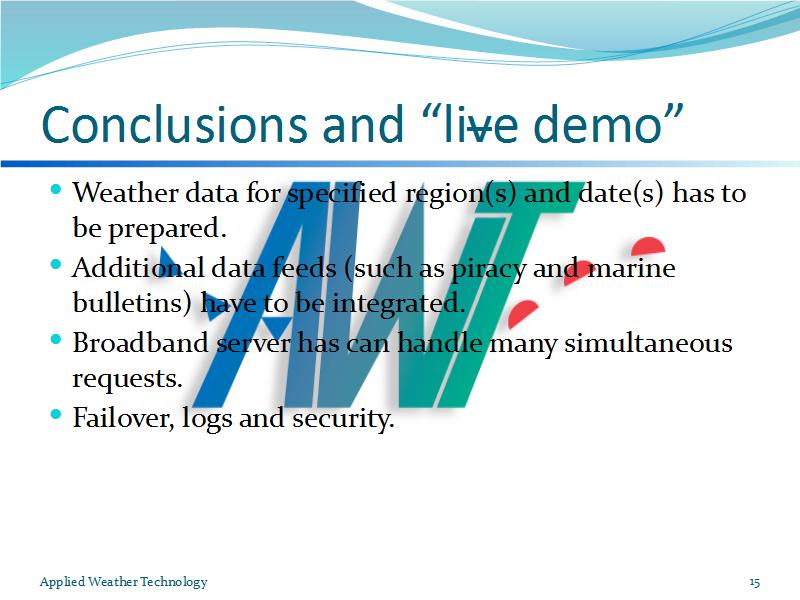 Conclusions and “live demo”
Weather data for specified region(s) and date(s) has to
be prepared.
Additional data feeds (such as piracy and marine
bulletins) have to be integrated.
Broadband server has can handle many simultaneous
requests.
Failover, logs and security.
AWT
Applied Weather Technology
15